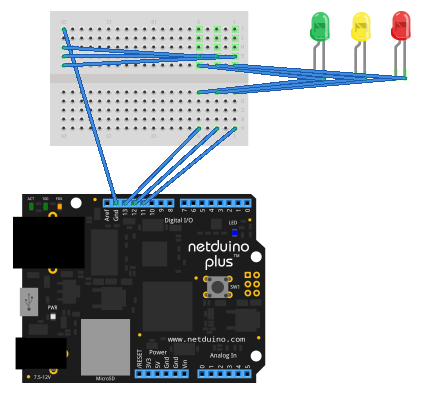 ACT
TXD
PEN
Aref
Gnd
13
12
11
10
9
8
7
6
5
4
3
2
1
0
Digital I/O
LED
netduino
plus™
SW1
PWR
www.netduino.com
Power
Analog In
/RESET
3V3
5V
Gnd
Gnd
Vin
0
1
2
3
4
5
7.5-12V
MicroSD